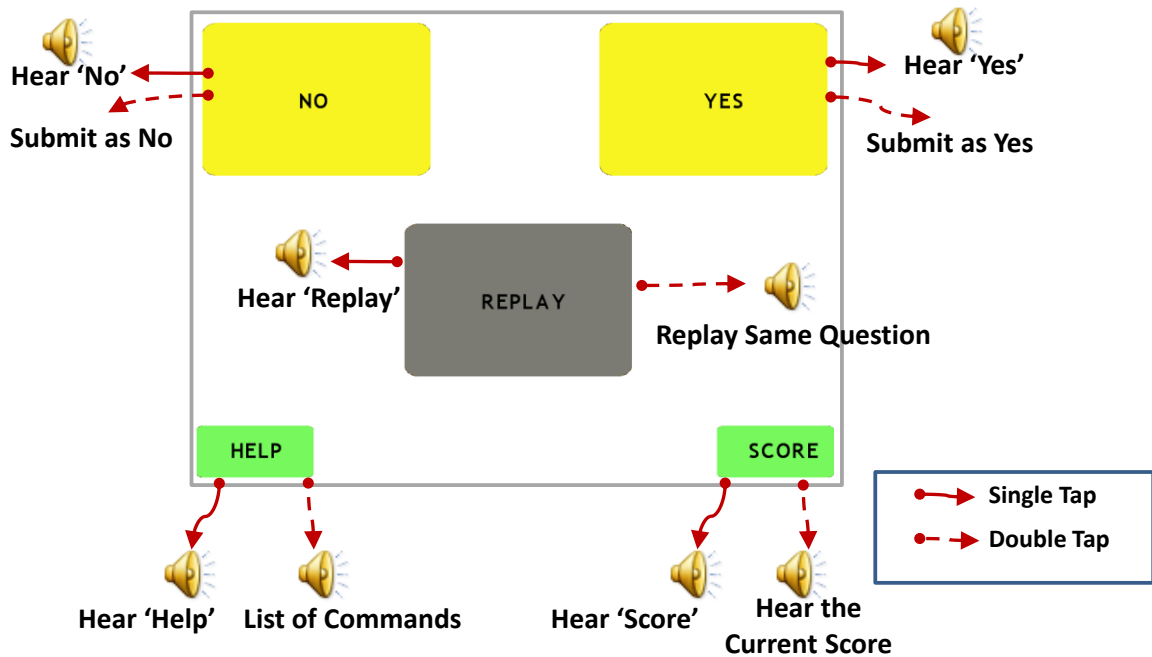 Hear ‘No’
Submit as No
NO
YES
Hear ‘Yes’
Submit as Yes
Hear ‘Replay’
REPLAY
Replay Same Question
HELP
SCORE
Single Tap
Double Tap
Hear ‘Help’
List of Commands
Hear ‘Score’
Hear the
Current Score